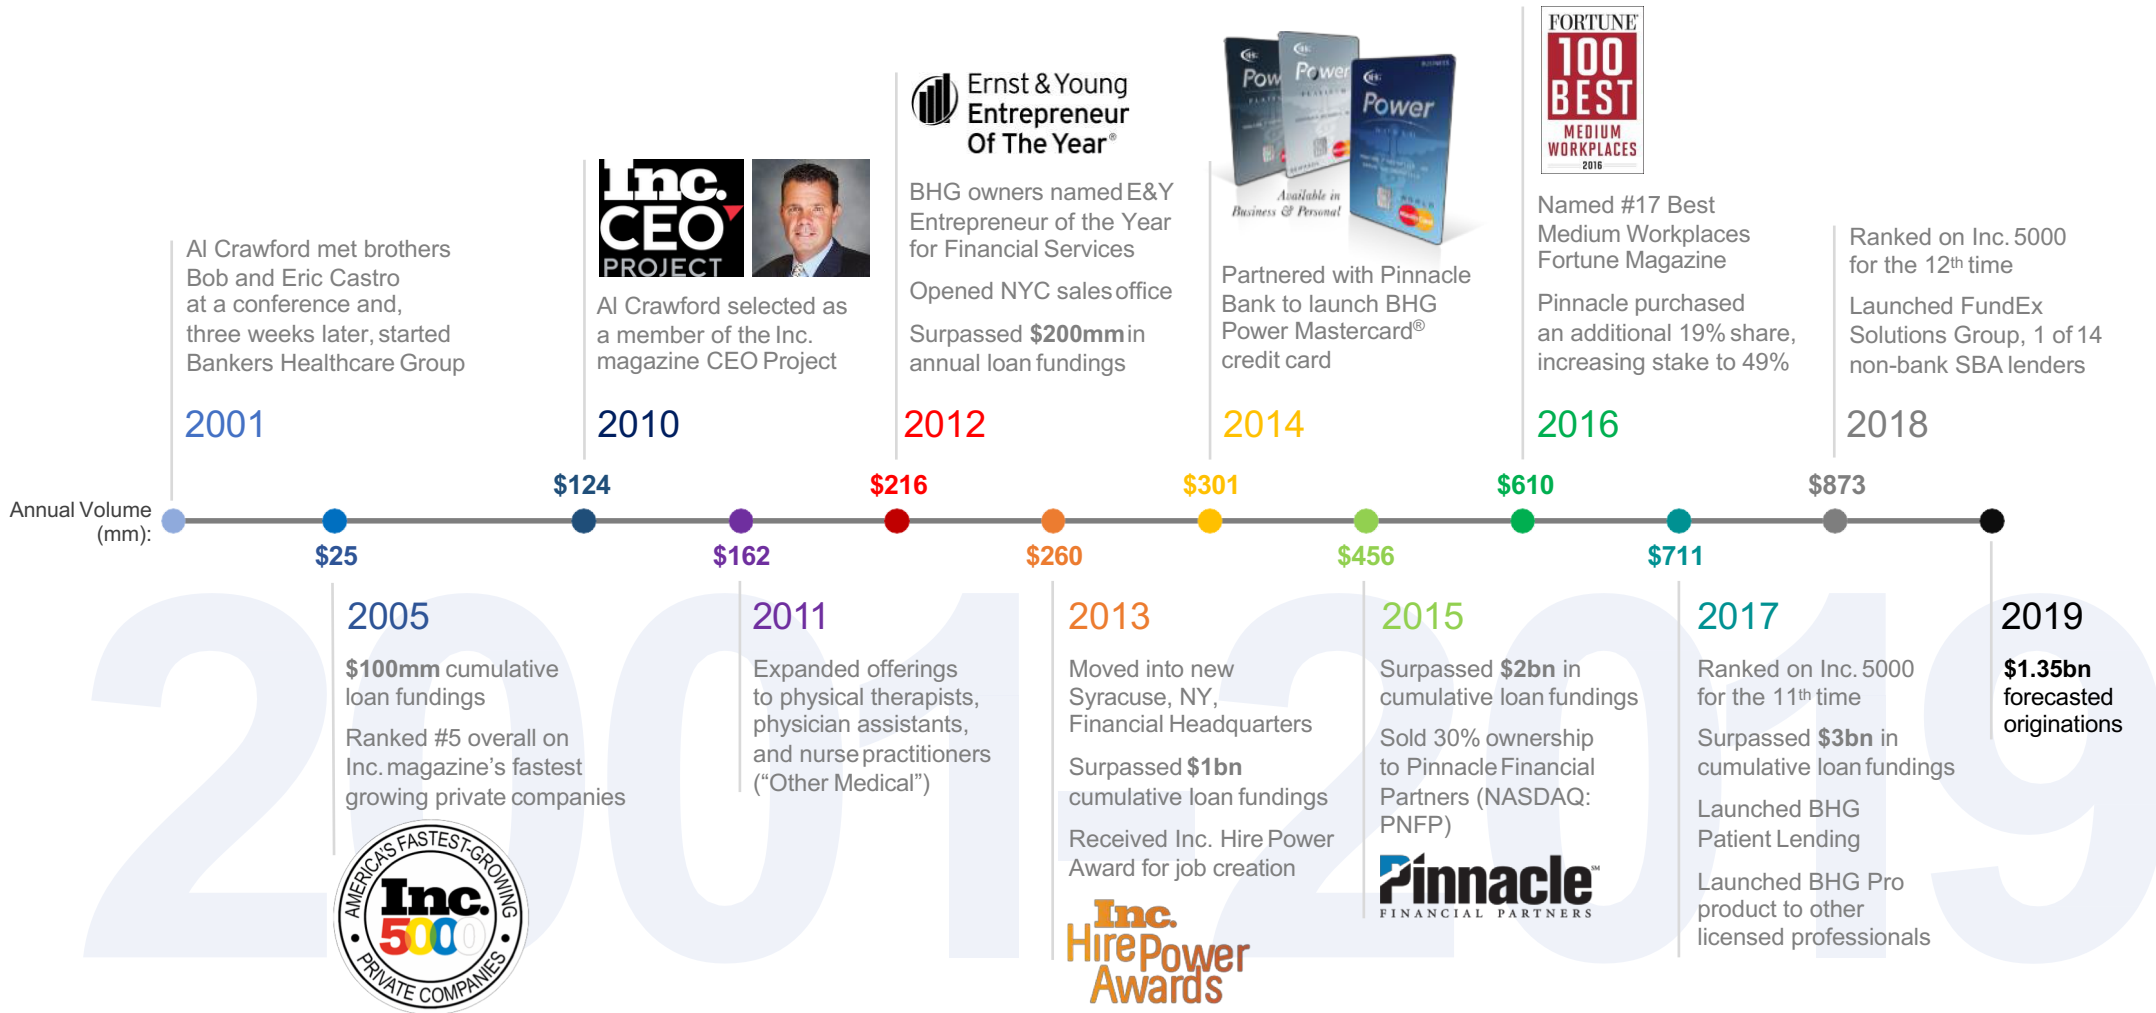 Al Crawford met brothers
Bob and Eric Castro
at a conference and,
three weeks later, started
Bankers Healthcare Group
2001
Inc.
CEO
PROJECT
Al Crawford selected as
a member of the Inc.
magazine CEO Project
2010
Ernst & Young
Entrepreneur
Of The Year®
BHG owners named E&Y
Entrepreneur of the Year
for Financial Services
Opened NYC sales office
Surpassed $200mm in
annual loan fundings
2012
BHG
Power
PLATINUM
BHG
Power
PLATINUM
BHG
BUSINESS
Power
WORLD
Available in
Business & Personal
Partnered with Pinnacle
Bank to launch BHG
Power Mastercard®
credit card
2014
FORTUNE
100
BEST
MEDIUM
WORKPLACES
2016
Named #17 Best
Medium Workplaces
Fortune Magazine
Pinnacle purchased
an additional 19% share,
increasing stake to 49%
2016
Ranked on Inc. 5000
for the 12th time
Launched FundEx
Solutions Group, 1 of 14
non-bank SBA lenders
2018
Annual Volume
(mm):
$124
$216
$301
$610
$873
$25
$162
$260
$456
$711
2001-2019
2005
$100mm cumulative
loan fundings
Ranked #5 overall on
Inc. magazine’s fastest
growing private companies
AMERICA'S FASTEST-GROWING
Inc.
5000
• PRIVATE COMPANIES •
2011
Expanded offerings
to physical therapists,
physician assistants,
and nurse practitioners
(“Other Medical”)
2013
Moved into new
Syracuse, NY,
Financial Headquarters
Surpassed $1bn
cumulative loan fundings
Received Inc. Hire Power
Award for job creation
Inc.
Hire Power
Awards
2015
Surpassed $2bn in
cumulative loan fundings
Sold 30% ownership
to Pinnacle Financial
Partners (NASDAQ:
PNFP)
Pinnacle℠
FINANCIAL PARTNERS
2017
Ranked on Inc. 5000
for the 11th time
Surpassed $3bn in
cumulative loan fundings
Launched BHG
Patient Lending
Launched BHG Pro
product to other
licensed professionals
2019
$1.35bn
forecasted
originations